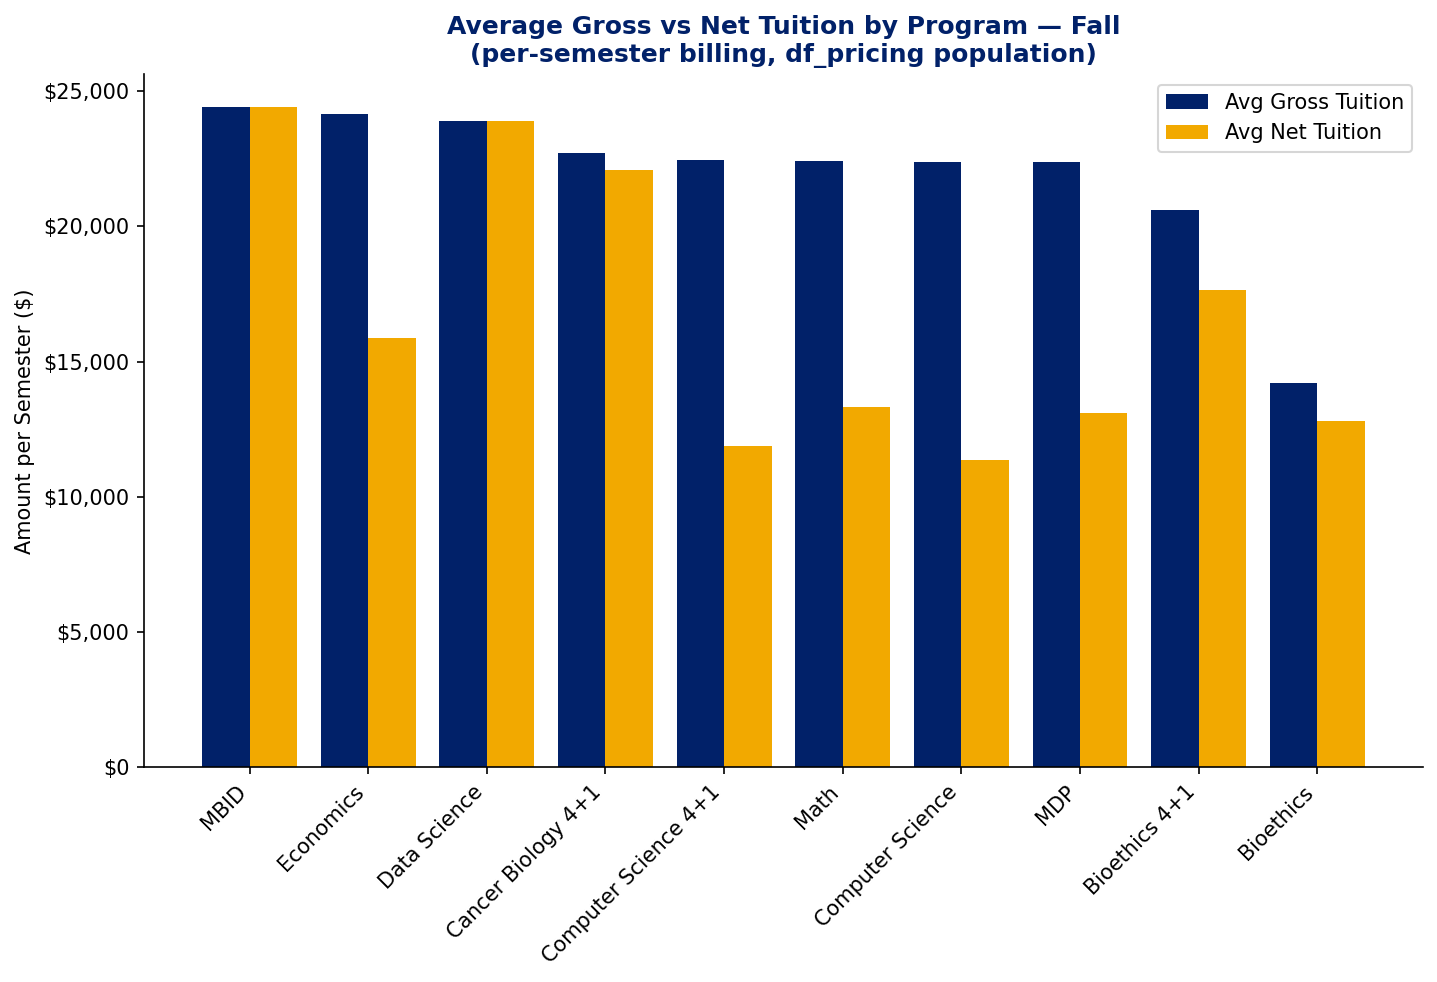 Average Gross vs Net Tuition by Program — Fall
(per-semester billing, df_pricing population)
Avg Gross Tuition
Avg Net Tuition
Amount per Semester ($)
$25,000
$20,000
$15,000
$10,000
$5,000
$0
MBID
Economics
Data Science
Cancer Biology 4+1
Computer Science 4+1
Math
Computer Science
MDP
Bioethics 4+1
Bioethics